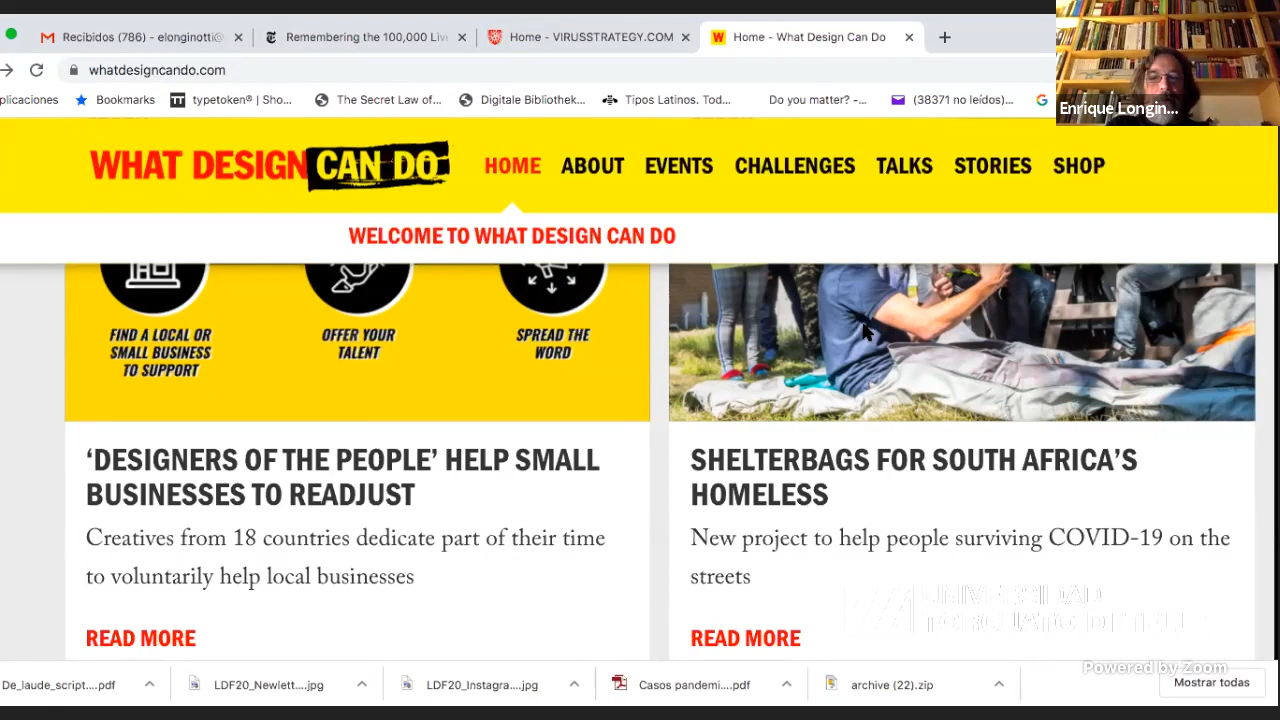 Recibidos (786) - elonginotti@
Remembering the 100,000 Liv
Home - VIRUSSTRATEGY.COM
Home - What Design Can Do
whatdesigncando.com
plicaciones
Bookmarks
typetoken® | Sho...
The Secret Law of...
Digitale Bibliothek...
Tipos Latinos. Tod...
Do you matter? -...
(38371 no leídos)...
Enrique Longin...
WHAT DESIGN CAN DO
HOME ABOUT EVENTS CHALLENGES TALKS STORIES SHOP
WELCOME TO WHAT DESIGN CAN DO
FIND A LOCAL OR
SMALL BUSINESS
TO SUPPORT
OFFER YOUR
TALENT
SPREAD THE
WORD
'DESIGNERS OF THE PEOPLE' HELP SMALL
BUSINESSES TO READJUST
Creatives from 18 countries dedicate part of their time
to voluntarily help local businesses
READ MORE
SHELTERBAGS FOR SOUTH AFRICA'S
HOMELESS
New project to help people surviving COVID-19 on the
streets
READ MORE
UNIVERSIDAD
TORCUATO DI TELL
Powered by Zoom
De_laude_script....pdf
LDF20_Newlett....jpg
LDF20_Instagra....jpg
Casos pandemi....pdf
archive (22).zip
Mostrar todas